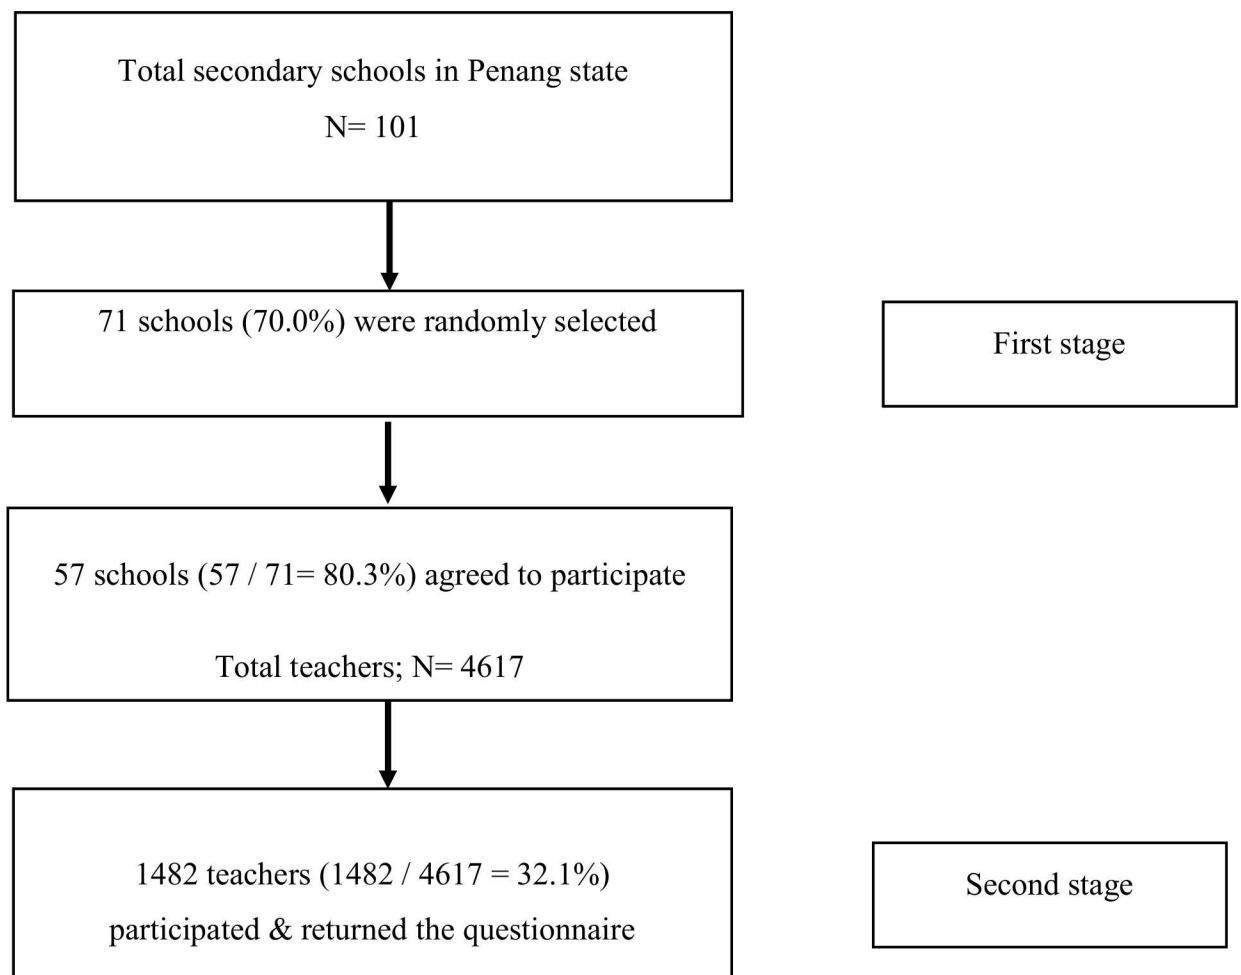 Total secondary schools in Penang state
N= 101
71 schools (70.0%) were randomly selected
First stage
57 schools (57 / 71= 80.3%) agreed to participate
Total teachers; N= 4617
1482 teachers (1482 / 4617 = 32.1%)
participated & returned the questionnaire
Second stage